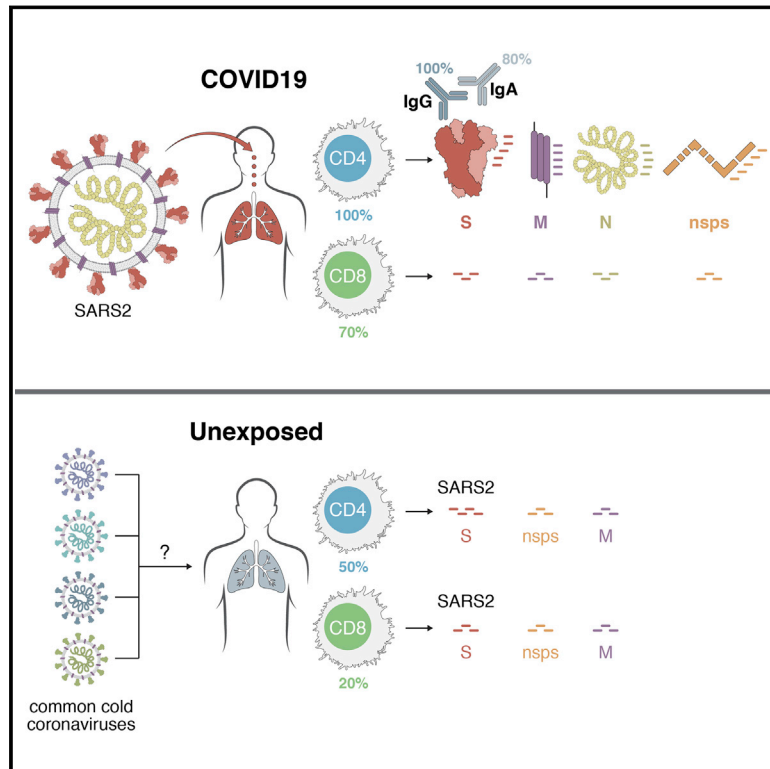 COVID19
100%
80%
IgG
IgA
CD4
100%
S
M
N
nsps
SARS2
CD8
70%
Unexposed
?
CD4
50%
SARS2
S
nsps
M
CD8
20%
SARS2
S
nsps
M
common cold
coronaviruses